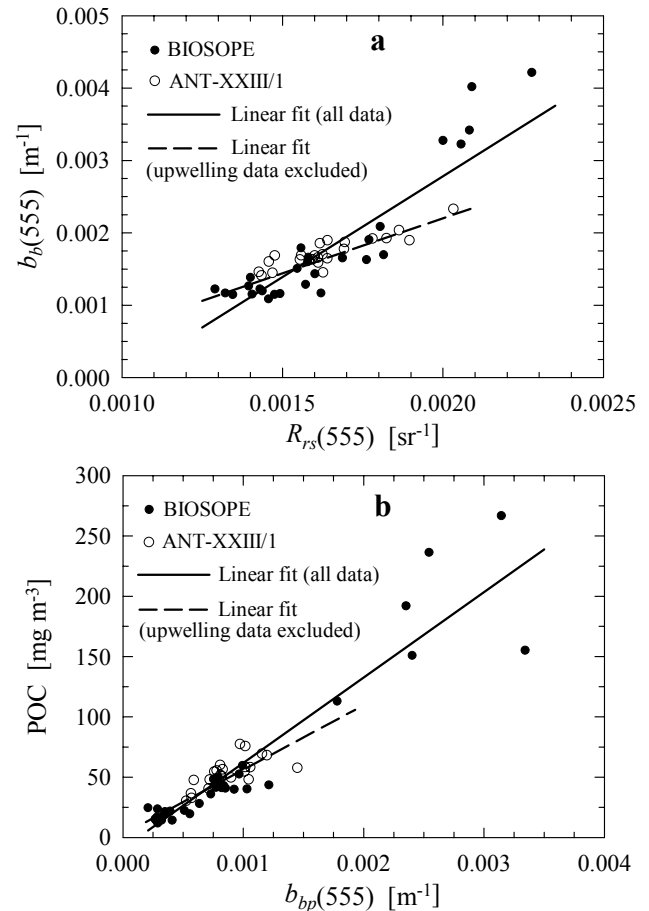 0.005
a
BIOSOPE
ANT-XXIII/1
0.004
Linear fit (all data)
Linear fit
(upwelling data excluded)
0.003
b_b(555) [m⁻¹]
0.002
0.001
0.000
0.0010 0.0015 0.0020 0.0025
R_rs(555) [sr⁻¹]
300
b
BIOSOPE
ANT-XXIII/1
250
Linear fit (all data)
Linear fit
(upwelling data excluded)
200
POC [mg m⁻³]
150
100
50
0
0.000 0.001 0.002 0.003 0.004
b_bp(555) [m⁻¹]